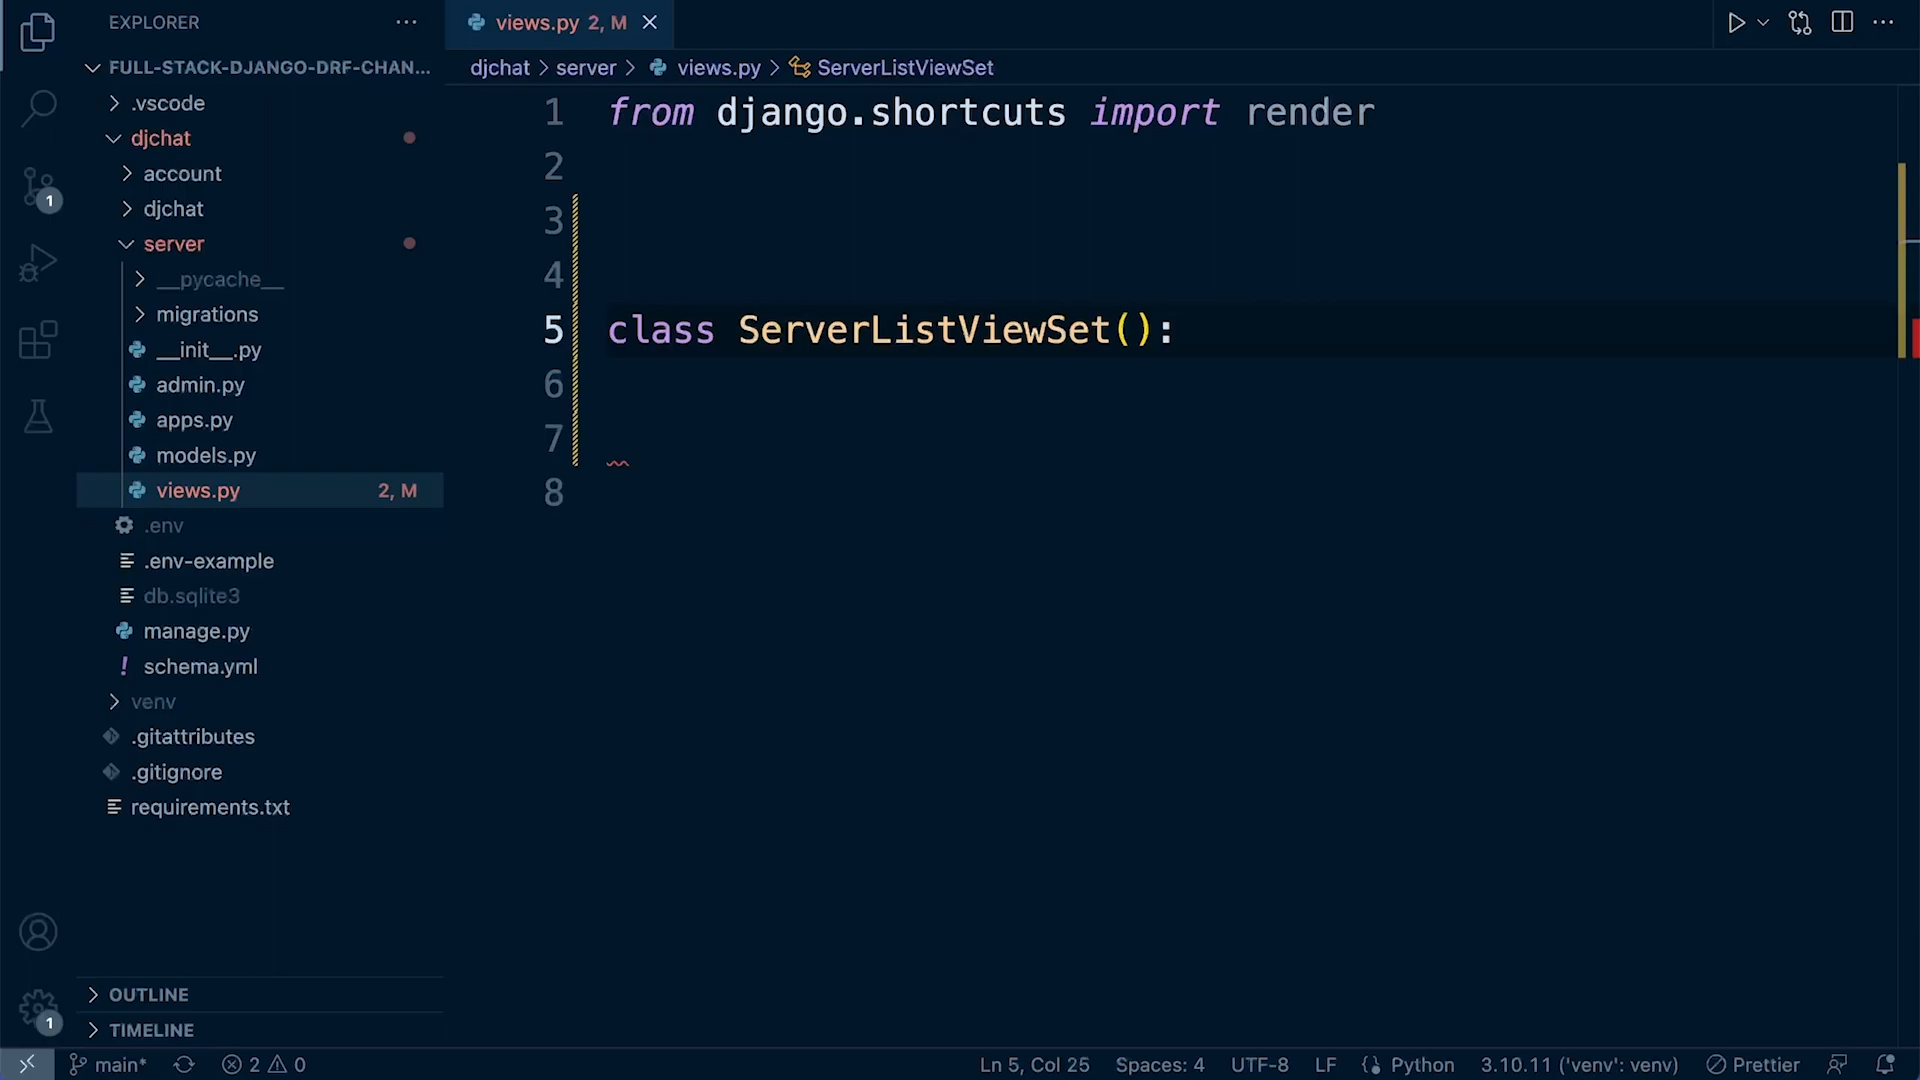 EXPLORER
FULL-STACK-DJANGO-DRF-CHAN...
.vscode
djchat
account
djchat
server
__pycache__
migrations
__init__.py
admin.py
apps.py
models.py
views.py 2, M
.env
.env-example
db.sqlite3
manage.py
schema.yml
venv
.gitattributes
.gitignore
requirements.txt
OUTLINE
TIMELINE
1
1
views.py 2, M
djchat > server > views.py > ServerListViewSet
1 from django.shortcuts import render
2
3
4
5 class ServerListViewSet():
6
7
8
main* 2 0 Ln 5, Col 25 Spaces: 4 UTF-8 LF Python 3.10.11 ('venv': venv) Prettier